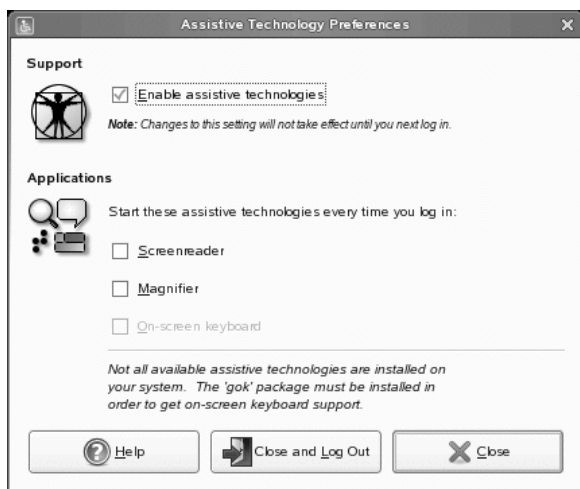 Assistive Technology Preferences
Support
Enable assistive technologies
Note: Changes to this setting will not take effect until you next log in.
Applications
Start these assistive technologies every time you log in:
Screenreader
Magnifier
On-screen keyboard
Not all available assistive technologies are installed on
your system. The 'gok' package must be installed in
order to get on-screen keyboard support.
Help
Close and Log Out
Close